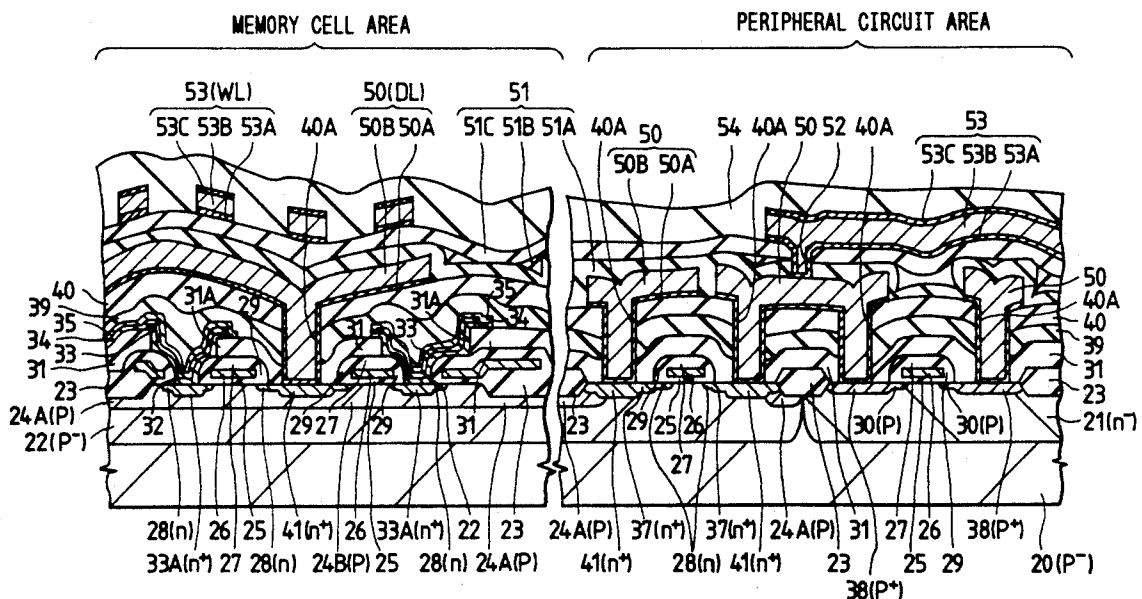 MEMORY CELL AREA PERIPHERAL CIRCUIT AREA
53(WL) 50(DL) 51 50 53
53C 53B 53A 40A 50B 50A 51C 51B 51A 40A 50B 50A 54 40A 50 52 40A 53C 53B 53A
40 31A 29 31A 35 50
39 31 33 34 40A
35 40
34 39
33 31
31 23
23
24A(P) 32 29 27 29 31 23 29 25 26 30(P) 30(P) 21(n⁻)
22(P⁻) 27
28(n) 26 25 41(n⁺) 26 33A(n⁺) 22 23 24A(P) 37(n⁺) 37(n⁺) 24A(P) 31 27 26 38(P⁺)
33A(n⁺) 27 28(n) 24B(P) 25 28(n) 24A(P) 41(n⁺) 28(n) 41(n⁺) 23 25 29 20(P⁻)
38(P⁺)